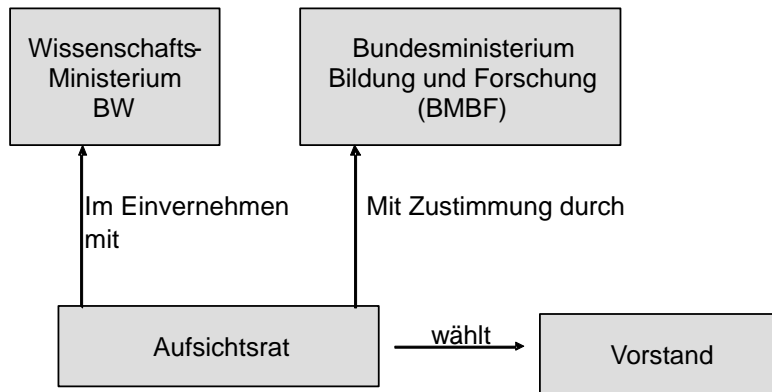 Wissenschafts-
Ministerium
BW
Bundesministerium
Bildung und Forschung
(BMBF)
Im Einvernehmen
mit
Mit Zustimmung durch
Aufsichtsrat
wählt
Vorstand